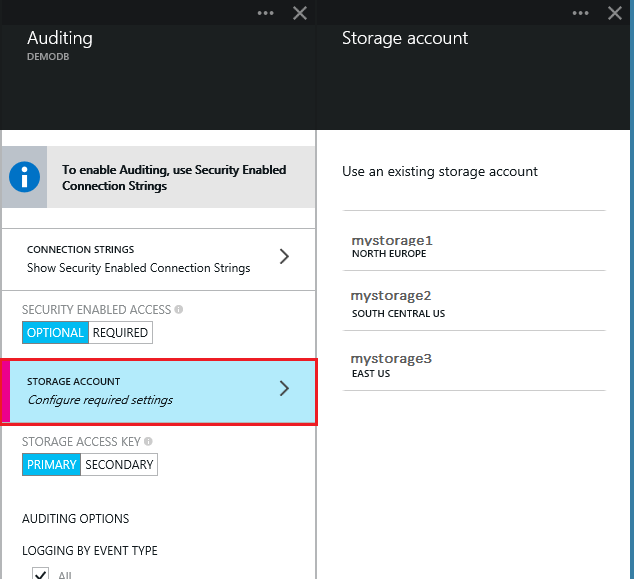 Auditing
DEMODB
To enable Auditing, use Security Enabled
Connection Strings
CONNECTION STRINGS
Show Security Enabled Connection Strings
SECURITY ENABLED ACCESS
OPTIONAL REQUIRED
STORAGE ACCOUNT
Configure required settings
STORAGE ACCESS KEY
PRIMARY SECONDARY
AUDITING OPTIONS
LOGGING BY EVENT TYPE
All
Storage account
Use an existing storage account
mystorage1
NORTH EUROPE
mystorage2
SOUTH CENTRAL US
mystorage3
EAST US